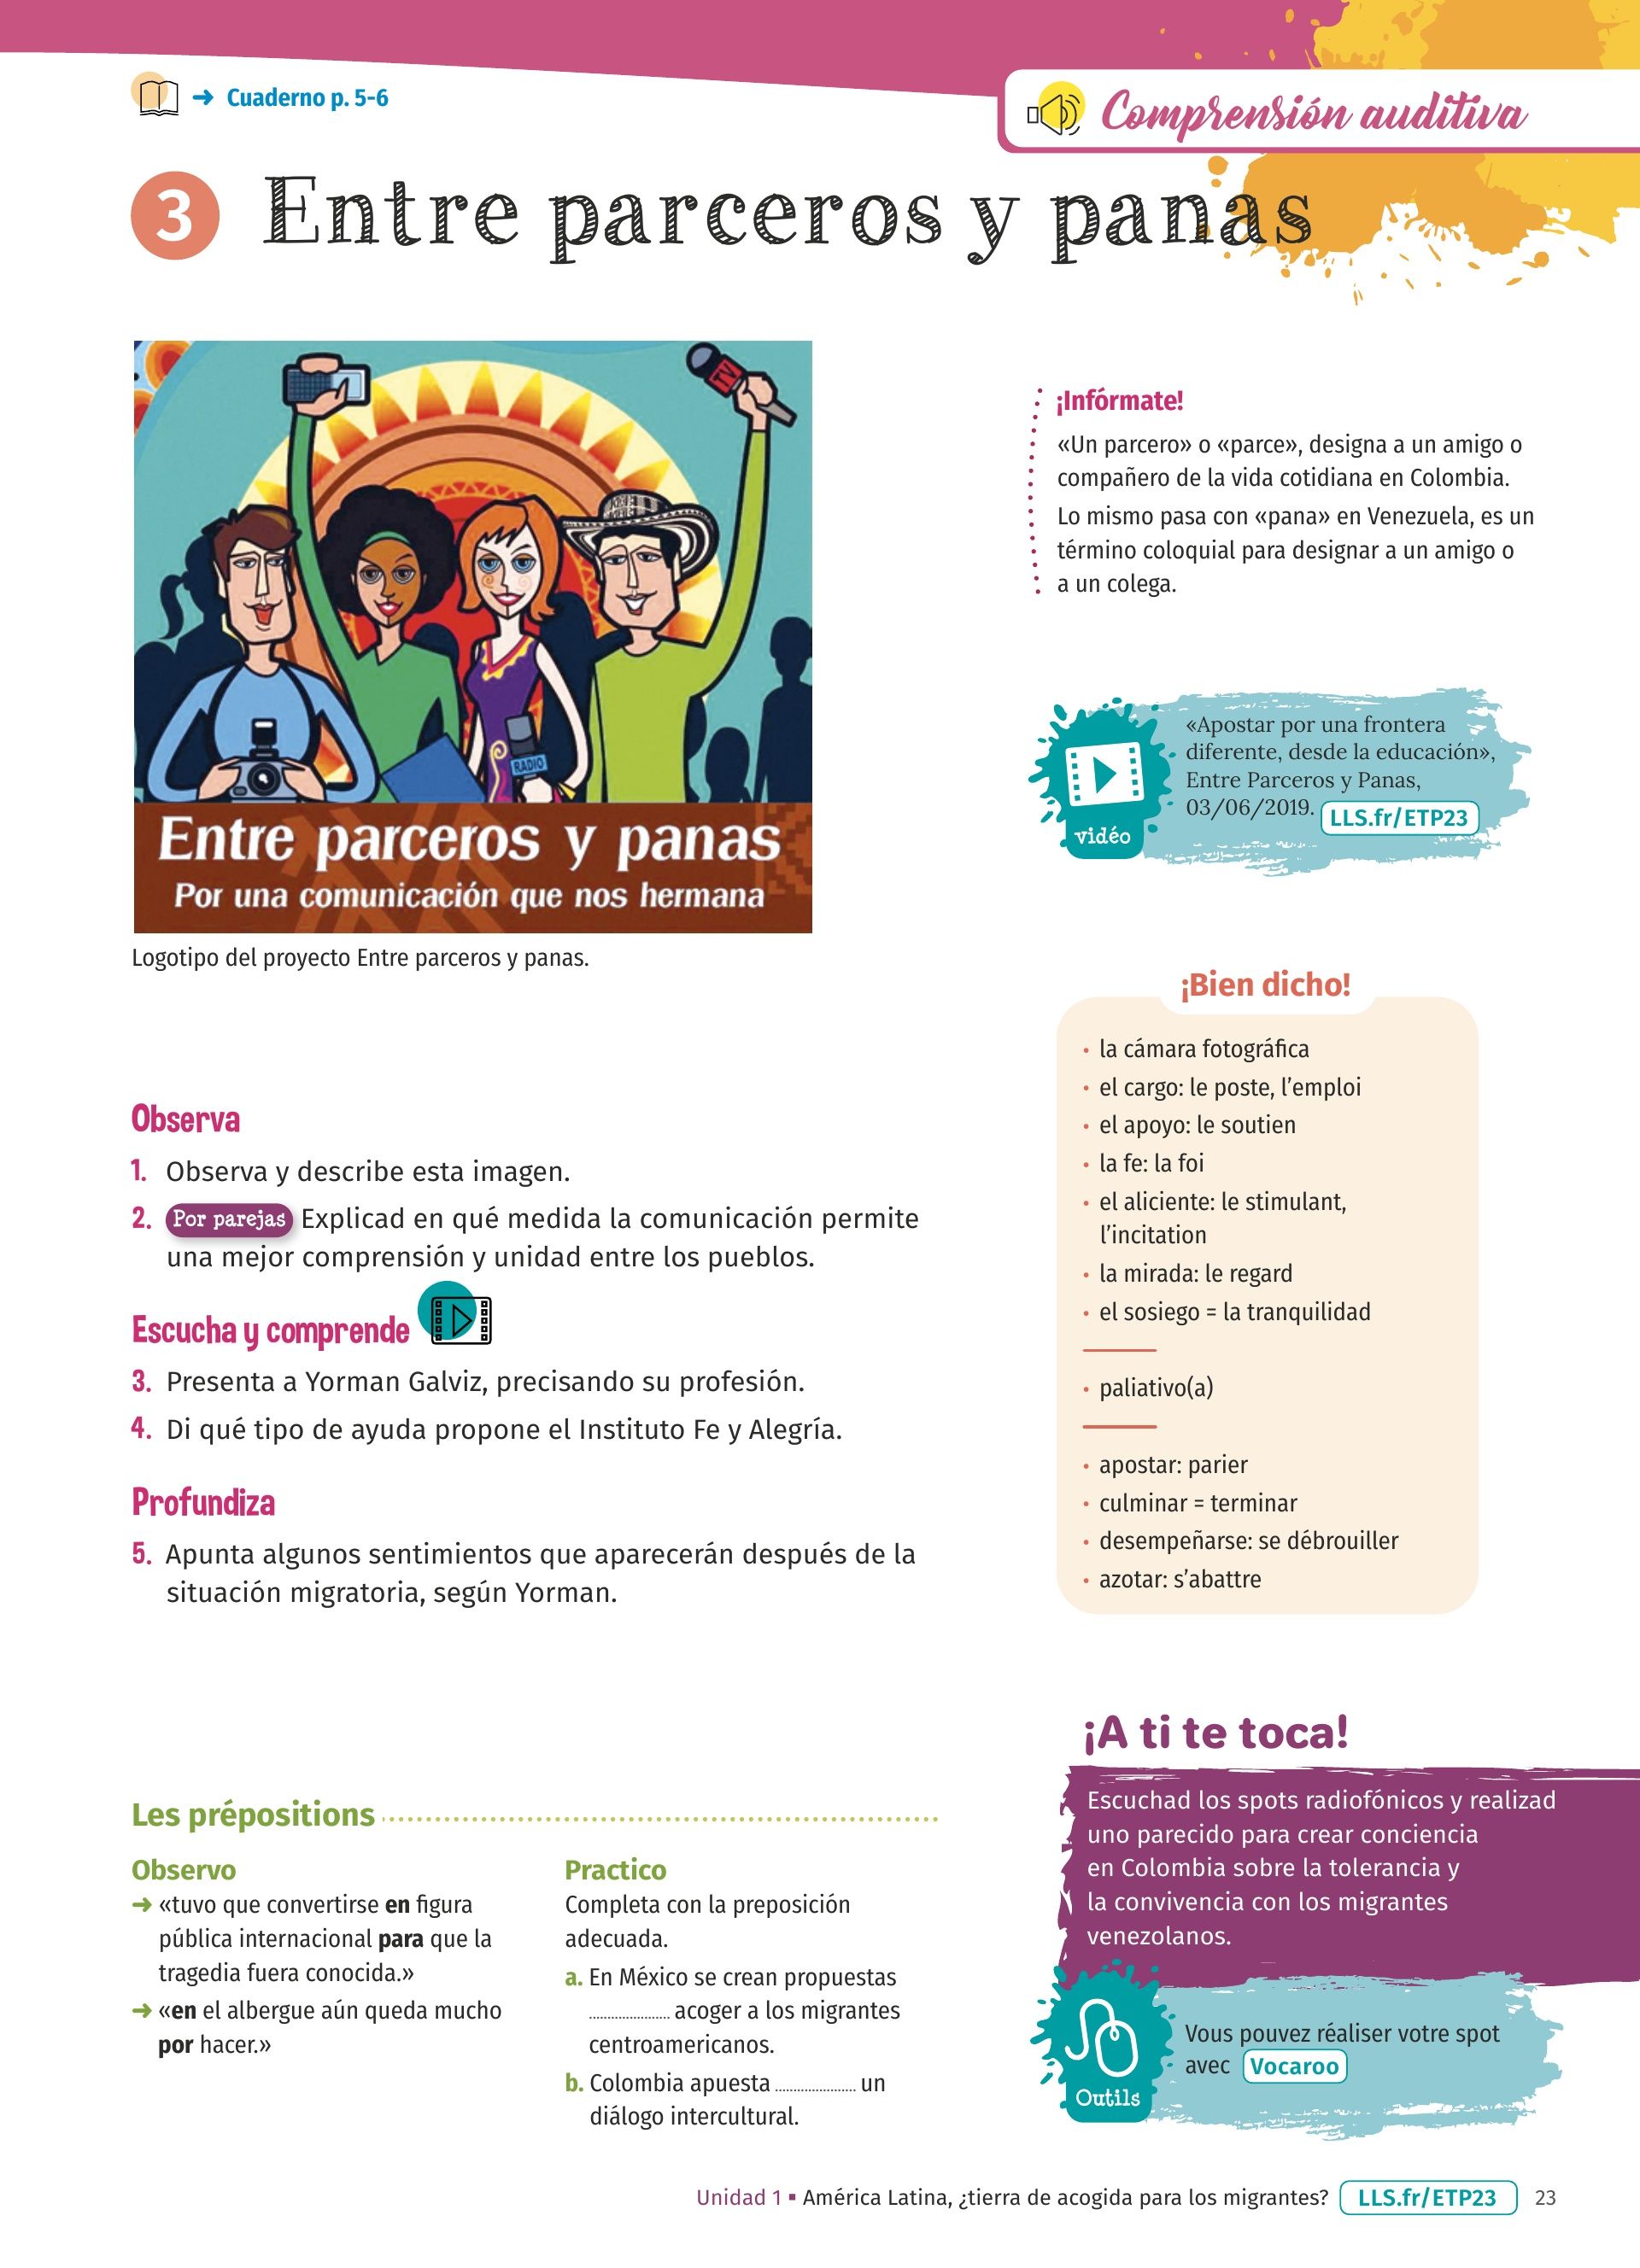 → Cuaderno p. 5-6
Comprensión auditiva
3 Entre parceros y panas
TV
RADIO
Entre parceros y panas
Por una comunicación que nos hermana
Logotipo del proyecto Entre parceros y panas.
¡Infórmate!
«Un parcero» o «parce», designa a un amigo o
compañero de la vida cotidiana en Colombia.
Lo mismo pasa con «pana» en Venezuela, es un
término coloquial para designar a un amigo o
a un colega.
vidéo
«Apostar por una frontera
diferente, desde la educación»,
Entre Parceros y Panas,
03/06/2019. LLS.fr/ETP23
¡Bien dicho!
• la cámara fotográfica
• el cargo: le poste, l'emploi
• el apoyo: le soutien
• la fe: la foi
• el aliciente: le stimulant,
l'incitation
• la mirada: le regard
• el sosiego = la tranquilidad
• paliativo(a)
• apostar: parier
• culminar = terminar
• desempeñarse: se débrouiller
• azotar: s'abattre
Observa
1. Observa y describe esta imagen.
2. Por parejas Explicad en qué medida la comunicación permite
una mejor comprensión y unidad entre los pueblos.
Escucha y comprende
3. Presenta a Yorman Galviz, precisando su profesión.
4. Di qué tipo de ayuda propone el Instituto Fe y Alegría.
Profundiza
5. Apunta algunos sentimientos que aparecerán después de la
situación migratoria, según Yorman.
Les prépositions
Observo
→ «tuvo que convertirse en figura
pública internacional para que la
tragedia fuera conocida.»
→ «en el albergue aún queda mucho
por hacer.»
Practico
Completa con la preposición
adecuada.
a. En México se crean propuestas
...................... acoger a los migrantes
centroamericanos.
b. Colombia apuesta ...................... un
diálogo intercultural.
¡A ti te toca!
Escuchad los spots radiofónicos y realizad
uno parecido para crear conciencia
en Colombia sobre la tolerancia y
la convivencia con los migrantes
venezolanos.
Outils
Vous pouvez réaliser votre spot
avec Vocaroo
Unidad 1 ▪ América Latina, ¿tierra de acogida para los migrantes? LLS.fr/ETP23 23